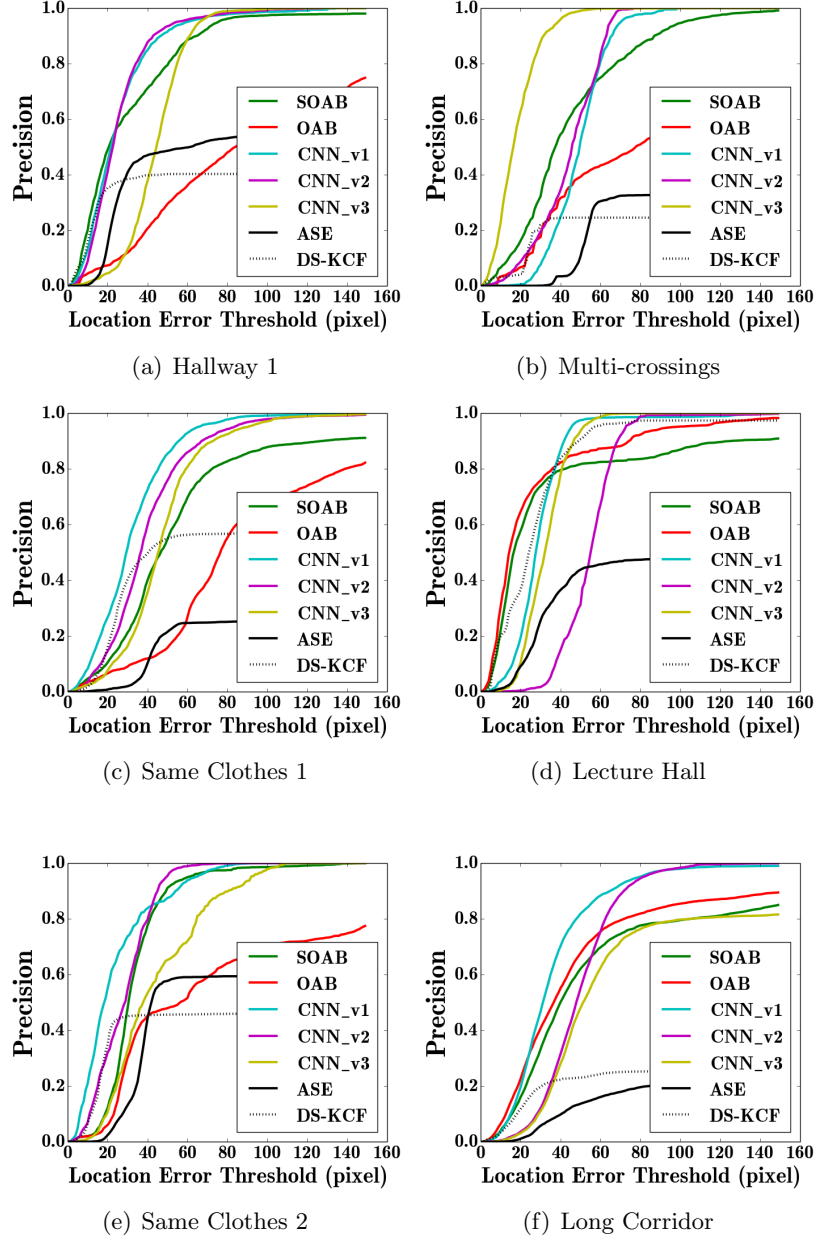 1.0 1.0
0.8 0.8
0.6 0.6
0.4 0.4
0.2 0.2
0.0 0.0
Precision Precision
SOAB SOAB
OAB OAB
CNN_v1 CNN_v1
CNN_v2 CNN_v2
CNN_v3 CNN_v3
ASE ASE
DS-KCF DS-KCF
0 20 40 60 80 100 120 140 160 0 20 40 60 80 100 120 140 160
Location Error Threshold (pixel) Location Error Threshold (pixel)
(a) Hallway 1 (b) Multi-crossings
1.0 1.0
0.8 0.8
0.6 0.6
0.4 0.4
0.2 0.2
0.0 0.0
Precision Precision
SOAB SOAB
OAB OAB
CNN_v1 CNN_v1
CNN_v2 CNN_v2
CNN_v3 CNN_v3
ASE ASE
DS-KCF DS-KCF
0 20 40 60 80 100 120 140 160 0 20 40 60 80 100 120 140 160
Location Error Threshold (pixel) Location Error Threshold (pixel)
(c) Same Clothes 1 (d) Lecture Hall
1.0 1.0
0.8 0.8
0.6 0.6
0.4 0.4
0.2 0.2
0.0 0.0
Precision Precision
SOAB SOAB
OAB OAB
CNN_v1 CNN_v1
CNN_v2 CNN_v2
CNN_v3 CNN_v3
ASE ASE
DS-KCF DS-KCF
0 20 40 60 80 100 120 140 160 0 20 40 60 80 100 120 140 160
Location Error Threshold (pixel) Location Error Threshold (pixel)
(e) Same Clothes 2 (f) Long Corridor